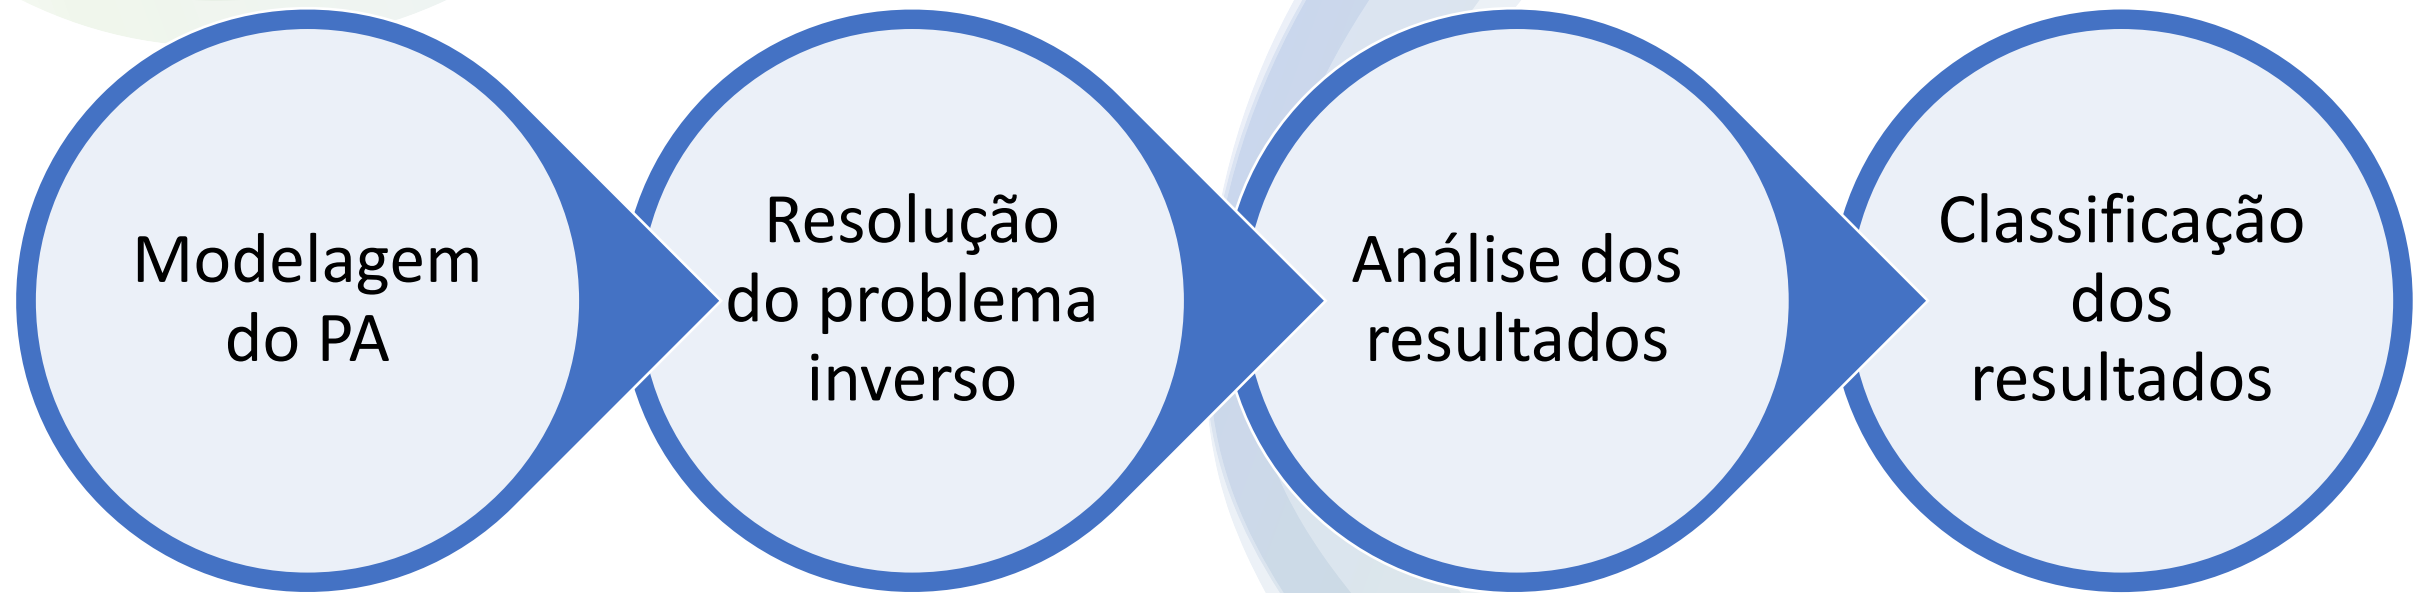 Modelagem
do PA
Resolução
do problema
inverso
Análise dos
resultados
Classificação
dos
resultados